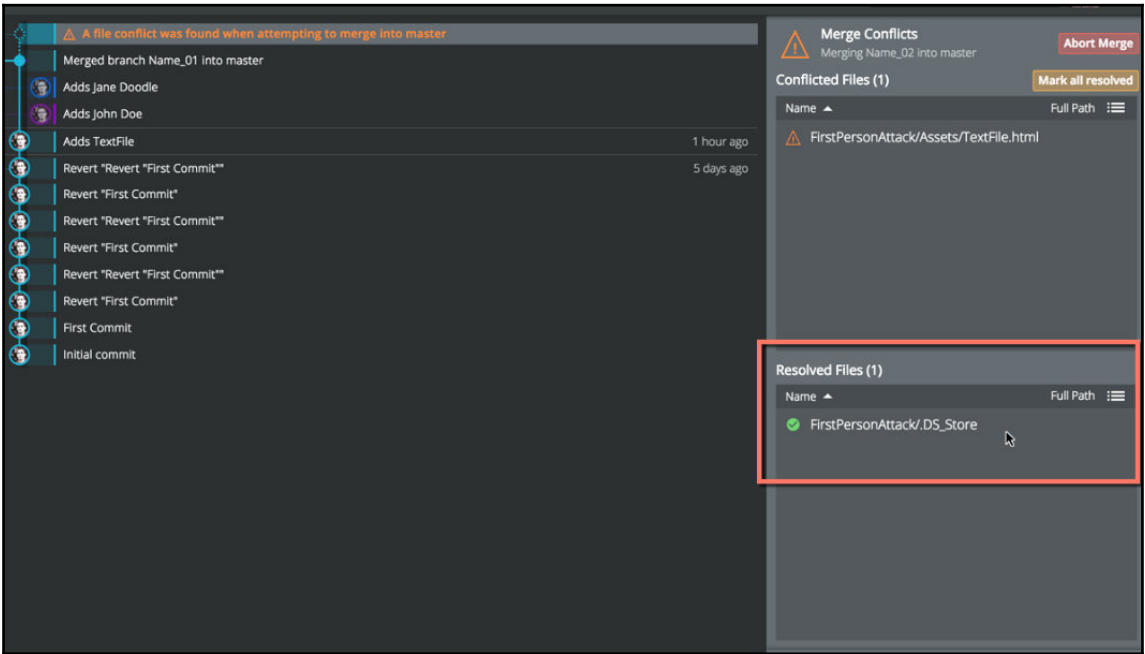 A file conflict was found when attempting to merge into master
Merged branch Name_01 into master
Adds Jane Doodle
Adds John Doe
Adds TextFile 1 hour ago
Revert "Revert "First Commit"" 5 days ago
Revert "First Commit"
Revert "Revert "First Commit""
Revert "First Commit"
Revert "Revert "First Commit""
Revert "First Commit"
First Commit
Initial commit
Merge Conflicts
Merging Name_02 into master
Abort Merge
Conflicted Files (1)
Mark all resolved
Name Full Path
FirstPersonAttack/Assets/TextFile.html
Resolved Files (1)
Name Full Path
FirstPersonAttack/.DS_Store